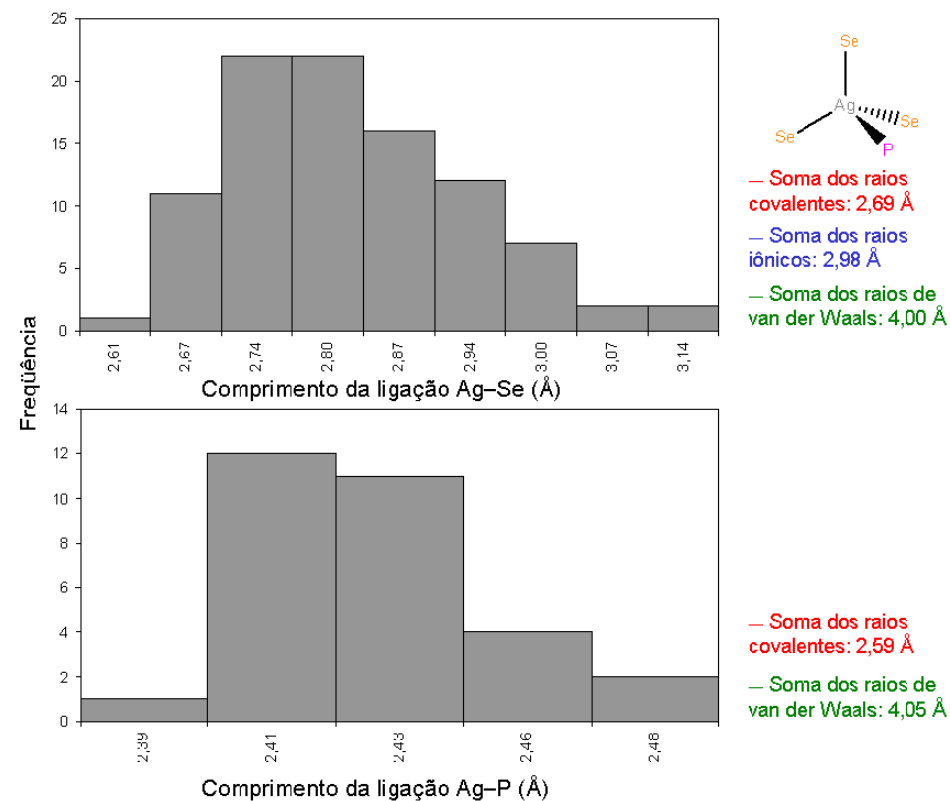 Freqüência
25
20
15
10
5
0
2,61
2,67
2,74
2,80
2,87
2,94
3,00
3,07
3,14
Comprimento da ligação Ag–Se (Å)
Se
Ag
Se
Se
P
— Soma dos raios
covalentes: 2,69 Å
— Soma dos raios
iônicos: 2,98 Å
— Soma dos raios de
van der Waals: 4,00 Å
14
12
10
8
6
4
2
0
2,39
2,41
2,43
2,46
2,48
Comprimento da ligação Ag–P (Å)
— Soma dos raios
covalentes: 2,59 Å
— Soma dos raios de
van der Waals: 4,05 Å